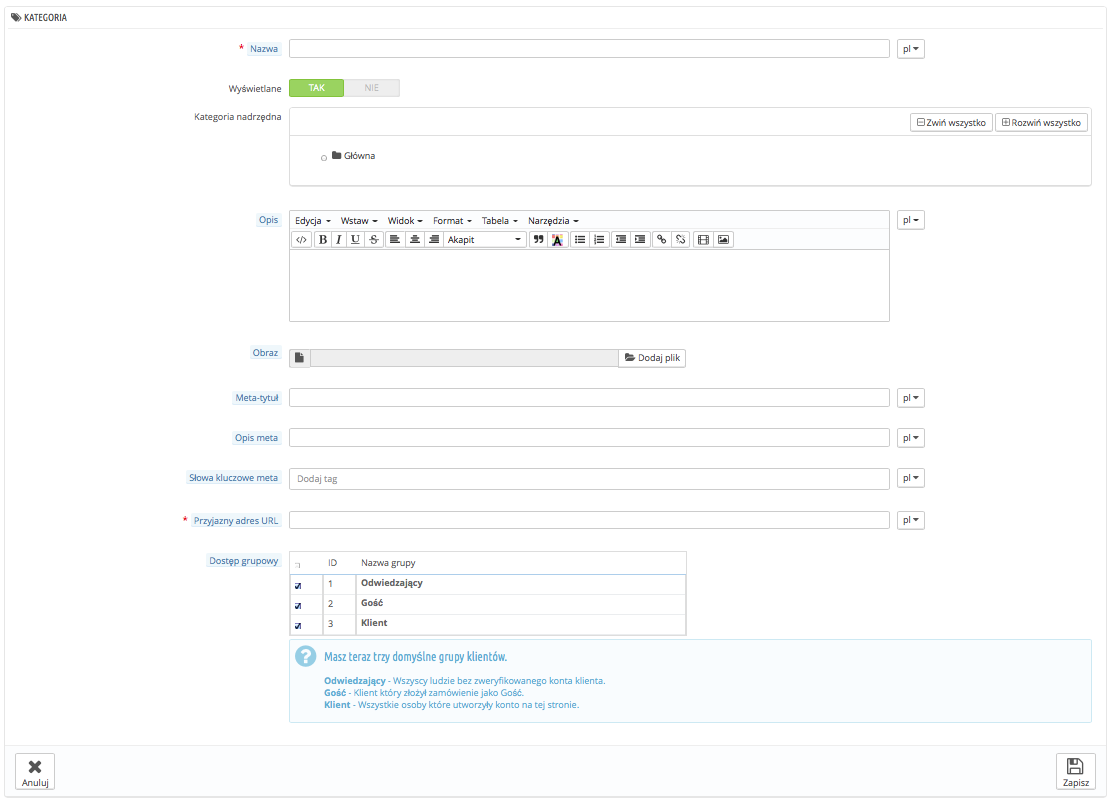 KATEGORIA
* Nazwa
pl
Wyświetlane TAK NIE
Kategoria nadrzędna
Zwiń wszystko Rozwiń wszystko
Główna
Opis
Edycja Wstaw Widok Format Tabela Narzędzia
pl
</> B I U S Akapit A
Obraz Dodaj plik
Meta-tytuł pl
Opis meta pl
Słowa kluczowe meta Dodaj tag pl
* Przyjazny adres URL pl
Dostęp grupowy
ID Nazwa grupy
1 Odwiedzający
2 Gość
3 Klient
? Masz teraz trzy domyślne grupy klientów.
Odwiedzający - Wszyscy ludzie bez zweryfikowanego konta klienta.
Gość - Klient który złożył zamówienie jako Gość.
Klient - Wszystkie osoby które utworzyły konto na tej stronie.
Anuluj Zapisz